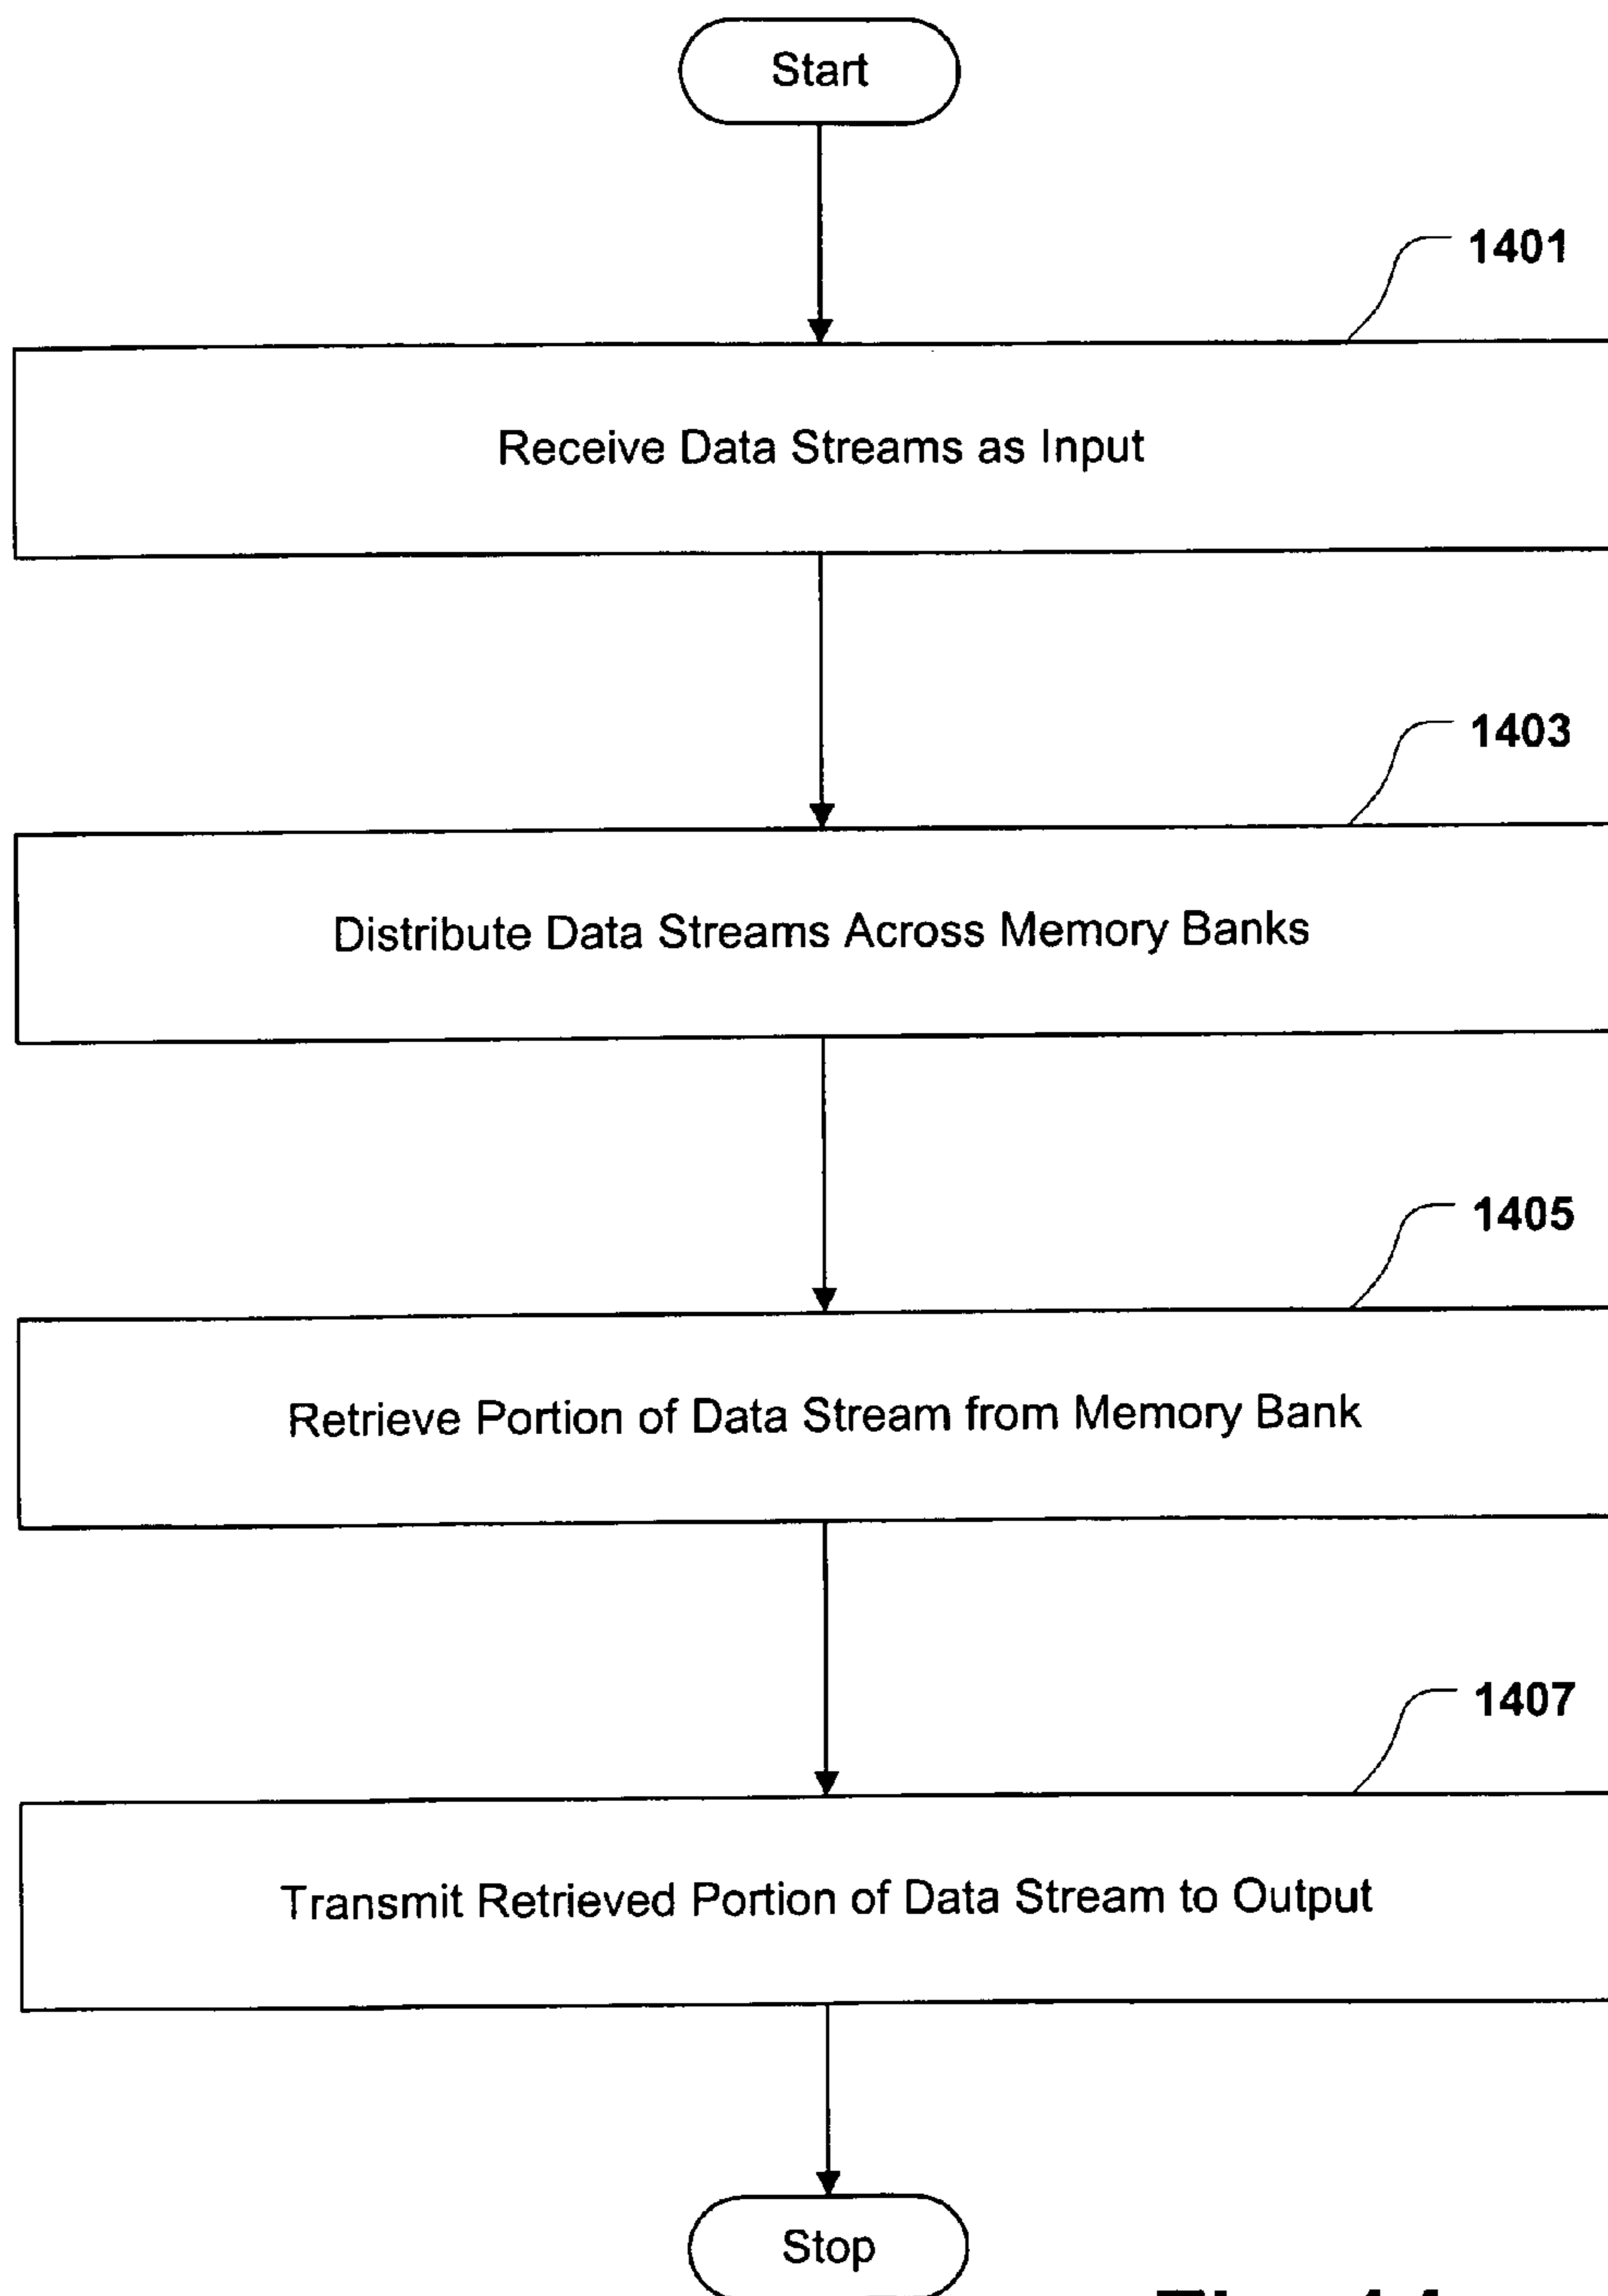 Start
1401
Receive Data Streams as Input
1403
Distribute Data Streams Across Memory Banks
1405
Retrieve Portion of Data Stream from Memory Bank
1407
Transmit Retrieved Portion of Data Stream to Output
Stop